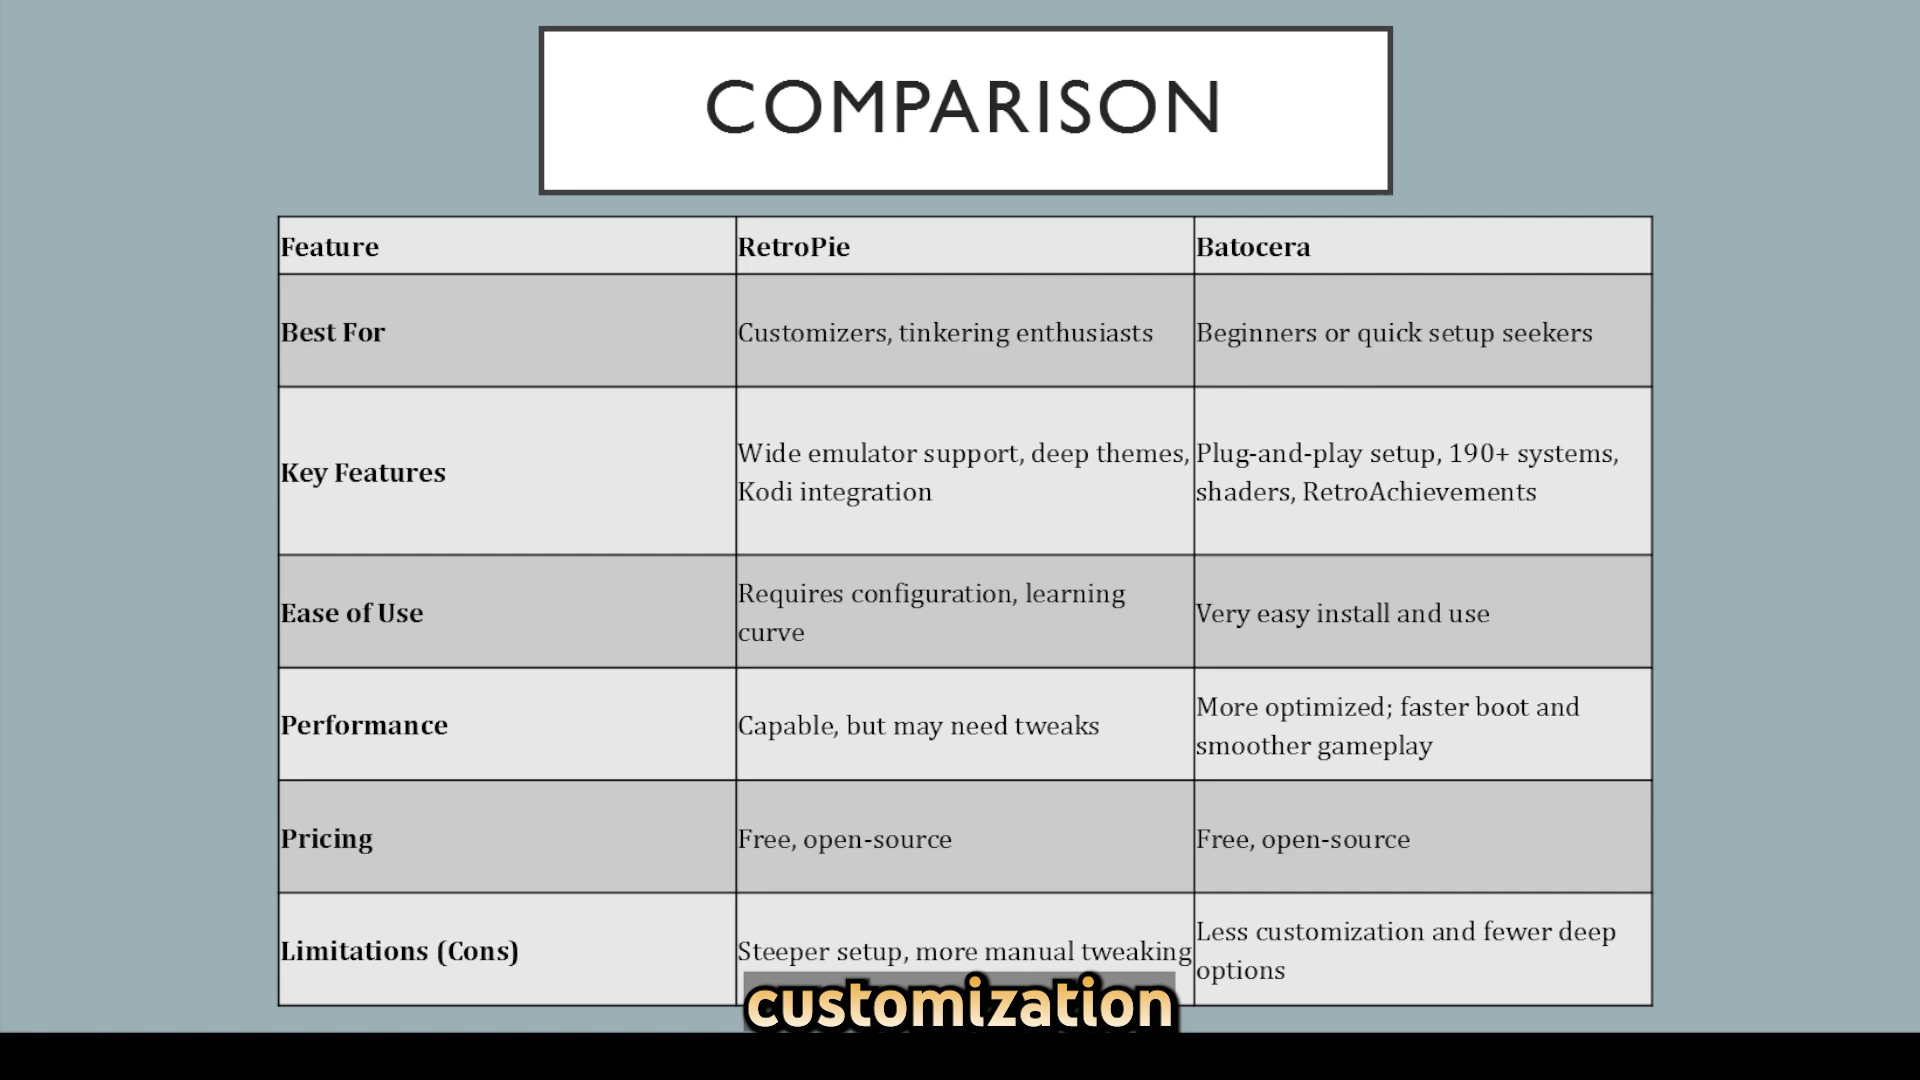 COMPARISON
Feature RetroPie Batocera
Best For Customizers, tinkering enthusiasts Beginners or quick setup seekers
Key Features Wide emulator support, deep themes, Kodi integration Plug-and-play setup, 190+ systems, shaders, RetroAchievements
Ease of Use Requires configuration, learning curve Very easy install and use
Performance Capable, but may need tweaks More optimized; faster boot and smoother gameplay
Pricing Free, open-source Free, open-source
Limitations (Cons) Steeper setup, more manual tweaking Less customization and fewer deep options
customization